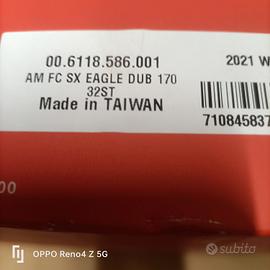 00.6118.586.001
2021 W
AM FC SX EAGLE DUB 170
32ST
Made in TAIWAN
710845837
00
OPPO Reno4 Z 5G
subito